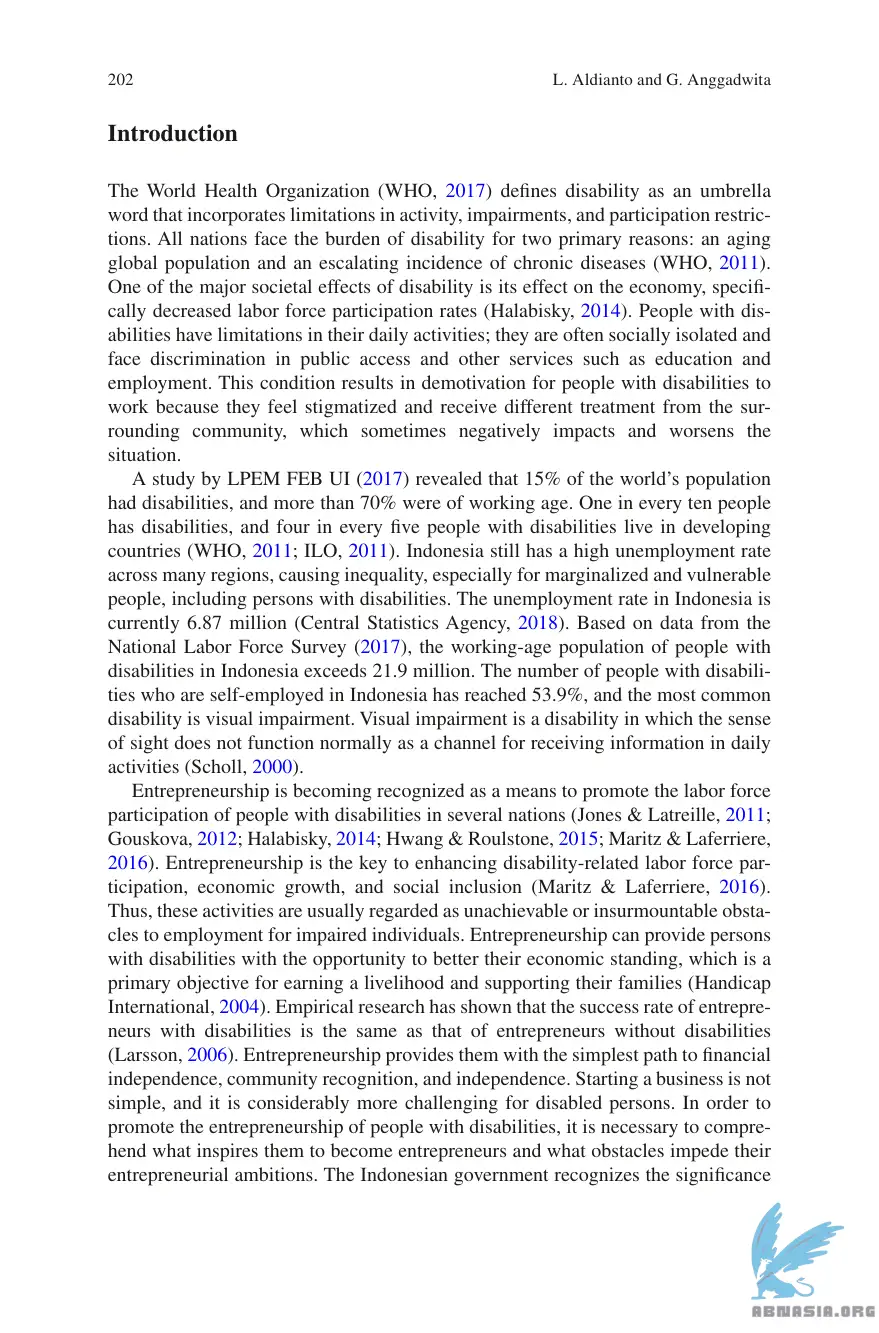 202
L. Aldianto and G. Anggadwita
Introduction
The World Health Organization (WHO, 2017) defines disability as an umbrella
word that incorporates limitations in activity, impairments, and participation restric-
tions. All nations face the burden of disability for two primary reasons: an aging
global population and an escalating incidence of chronic diseases (WHO, 2011).
One of the major societal effects of disability is its effect on the economy, specifi-
cally decreased labor force participation rates (Halabisky, 2014). People with dis-
abilities have limitations in their daily activities; they are often socially isolated and
face discrimination in public access and other services such as education and
employment. This condition results in demotivation for people with disabilities to
work because they feel stigmatized and receive different treatment from the sur-
rounding community, which sometimes negatively impacts and worsens the
situation.
A study by LPEM FEB UI (2017) revealed that 15% of the world's population
had disabilities, and more than 70% were of working age. One in every ten people
has disabilities, and four in every five people with disabilities live in developing
countries (WHO, 2011; ILO, 2011). Indonesia still has a high unemployment rate
across many regions, causing inequality, especially for marginalized and vulnerable
people, including persons with disabilities. The unemployment rate in Indonesia is
currently 6.87 million (Central Statistics Agency, 2018). Based on data from the
National Labor Force Survey (2017), the working-age population of people with
disabilities in Indonesia exceeds 21.9 million. The number of people with disabili-
ties who are self-employed in Indonesia has reached 53.9%, and the most common
disability is visual impairment. Visual impairment is a disability in which the sense
of sight does not function normally as a channel for receiving information in daily
activities (Scholl, 2000).
Entrepreneurship is becoming recognized as a means to promote the labor force
participation of people with disabilities in several nations (Jones & Latreille, 2011;
Gouskova, 2012; Halabisky, 2014; Hwang & Roulstone, 2015; Maritz & Laferriere,
2016). Entrepreneurship is the key to enhancing disability-related labor force par-
ticipation, economic growth, and social inclusion (Maritz & Laferriere, 2016).
Thus, these activities are usually regarded as unachievable or insurmountable obsta-
cles to employment for impaired individuals. Entrepreneurship can provide persons
with disabilities with the opportunity to better their economic standing, which is a
primary objective for earning a livelihood and supporting their families (Handicap
International, 2004). Empirical research has shown that the success rate of entrepre-
neurs with disabilities is the same as that of entrepreneurs without disabilities
(Larsson, 2006). Entrepreneurship provides them with the simplest path to financial
independence, community recognition, and independence. Starting a business is not
simple, and it is considerably more challenging for disabled persons. In order to
promote the entrepreneurship of people with disabilities, it is necessary to compre-
hend what inspires them to become entrepreneurs and what obstacles impede their
entrepreneurial ambitions. The Indonesian government recognizes the significance
ABNASIA.ORG